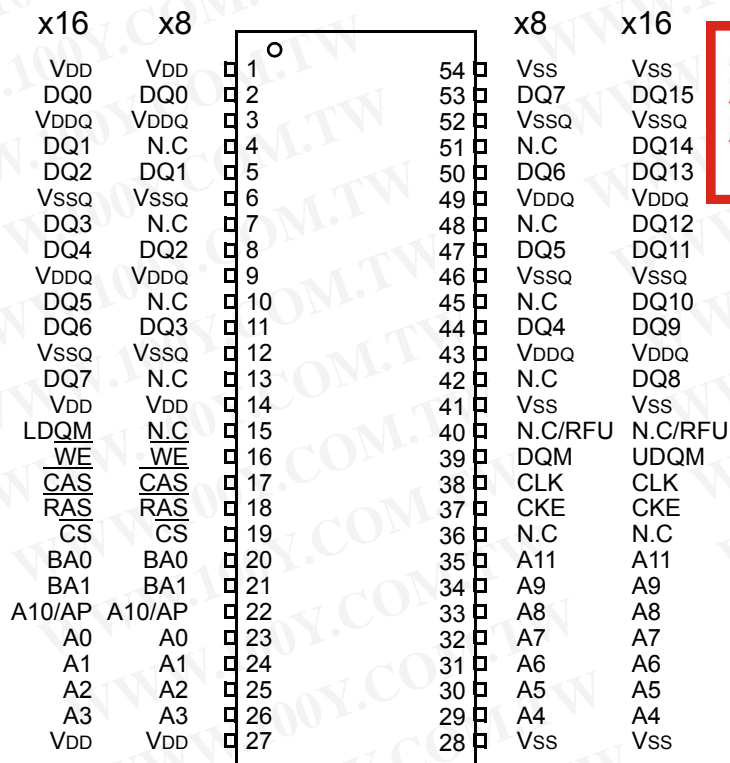 x16 x8 x8 x16
VDD VDD 1 54 VSS VSS
DQ0 DQ0 2 53 DQ7 DQ15
VDDQ VDDQ 3 52 VSSQ VSSQ
DQ1 N.C 4 51 N.C DQ14
DQ2 DQ1 5 50 DQ6 DQ13
VSSQ VSSQ 6 49 VDDQ VDDQ
DQ3 N.C 7 48 N.C DQ12
DQ4 DQ2 8 47 DQ5 DQ11
VDDQ VDDQ 9 46 VSSQ VSSQ
DQ5 N.C 10 45 N.C DQ10
DQ6 DQ3 11 44 DQ4 DQ9
VSSQ VSSQ 12 43 VDDQ VDDQ
DQ7 N.C 13 42 N.C DQ8
VDD VDD 14 41 VSS VSS
LDQM N.C 15 40 N.C/RFU N.C/RFU
WE WE 16 39 DQM UDQM
CAS CAS 17 38 CLK CLK
RAS RAS 18 37 CKE CKE
CS CS 19 36 N.C N.C
BA0 BA0 20 35 A11 A11
BA1 BA1 21 34 A9 A9
A10/AP A10/AP 22 33 A8 A8
A0 A0 23 32 A7 A7
A1 A1 24 31 A6 A6
A2 A2 25 30 A5 A5
A3 A3 26 29 A4 A4
VDD VDD 27 28 VSS VSS
WWW.100Y.COM.TW